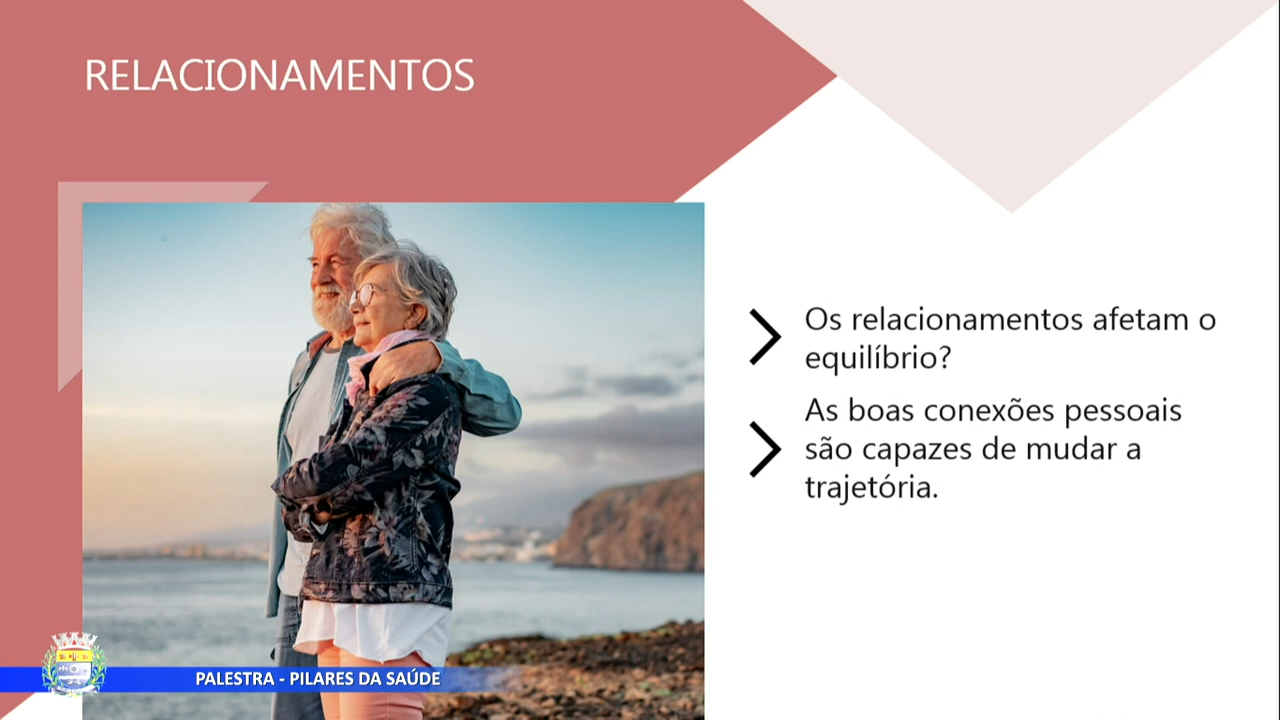 RELACIONAMENTOS
Os relacionamentos afetam o
equilíbrio?
As boas conexões pessoais
são capazes de mudar a
trajetória.
PALESTRA - PILARES DA SAÚDE